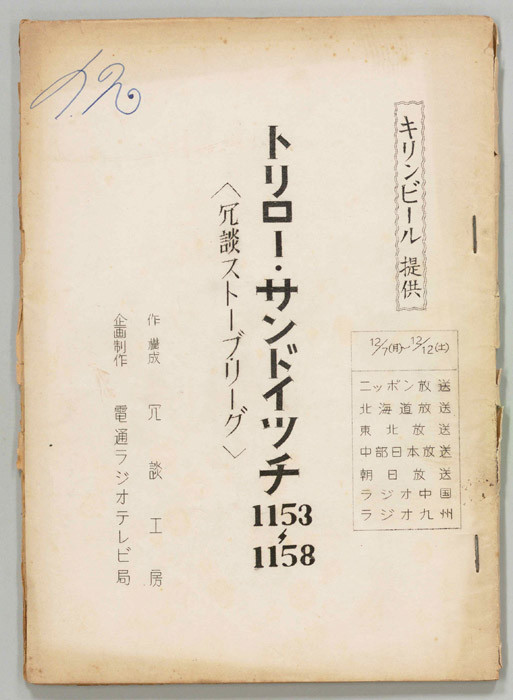 キリンビール 提供
12/7(月)~12/12(土)
ニッポン放送
北海道放送
東北放送
中部日本放送
朝日放送
ラジオ中国
ラジオ九州
トリロー・サンドイツチ
1153
〜
1158
〈冗談ストーブ・リーグ〉
作・構成 冗談工房
企画制作 電通ラジオテレビ局